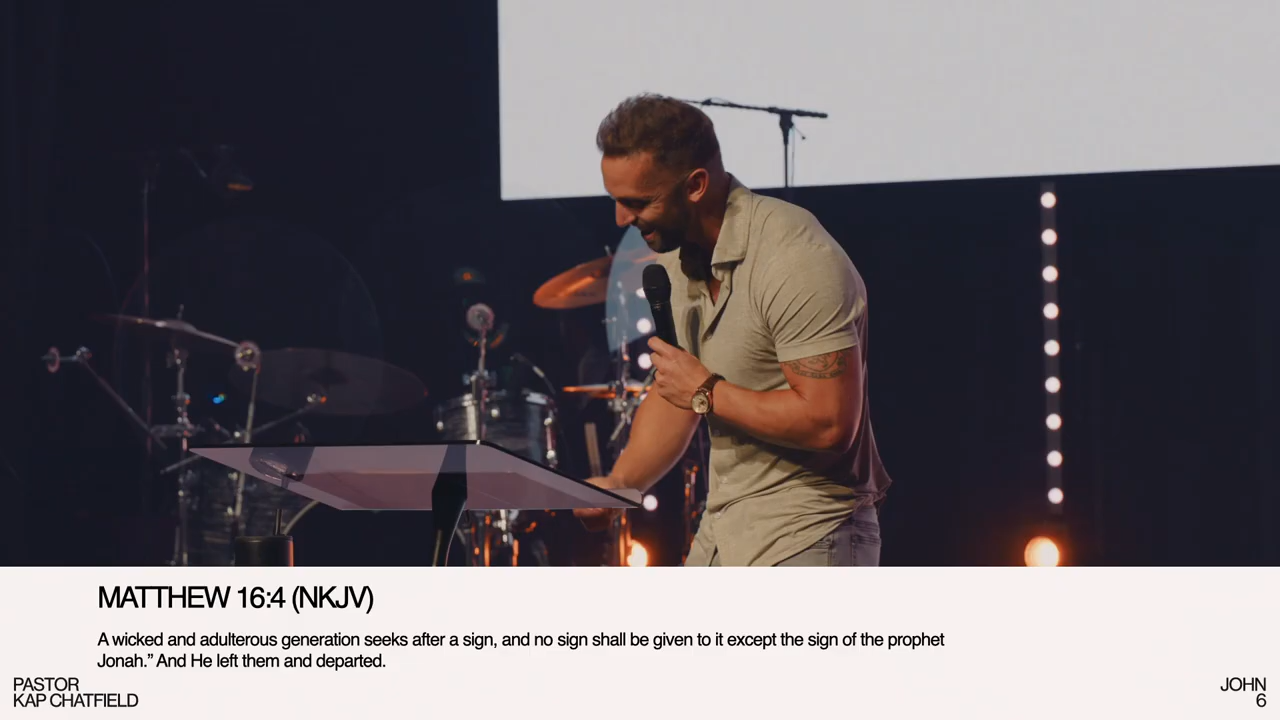 MATTHEW 16:4 (NKJV)
A wicked and adulterous generation seeks after a sign, and no sign shall be given to it except the sign of the prophet
Jonah.” And He left them and departed.
PASTOR
KAP CHATFIELD
JOHN
6